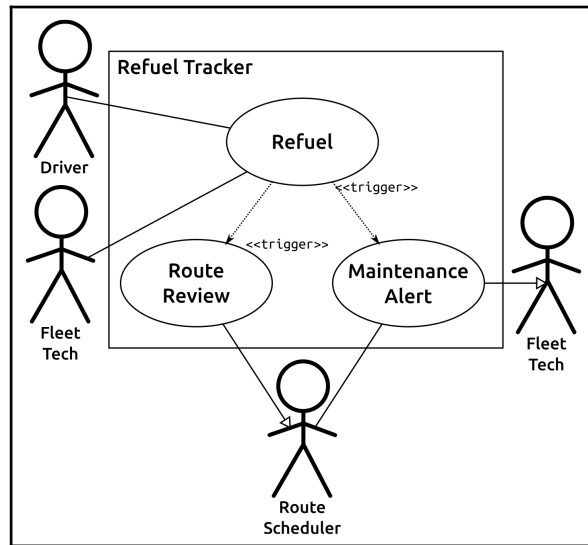 Refuel Tracker
Refuel
Driver
<<trigger>>
<<trigger>>
Route
Review
Maintenance
Alert
Fleet
Tech
Fleet
Tech
Route
Scheduler